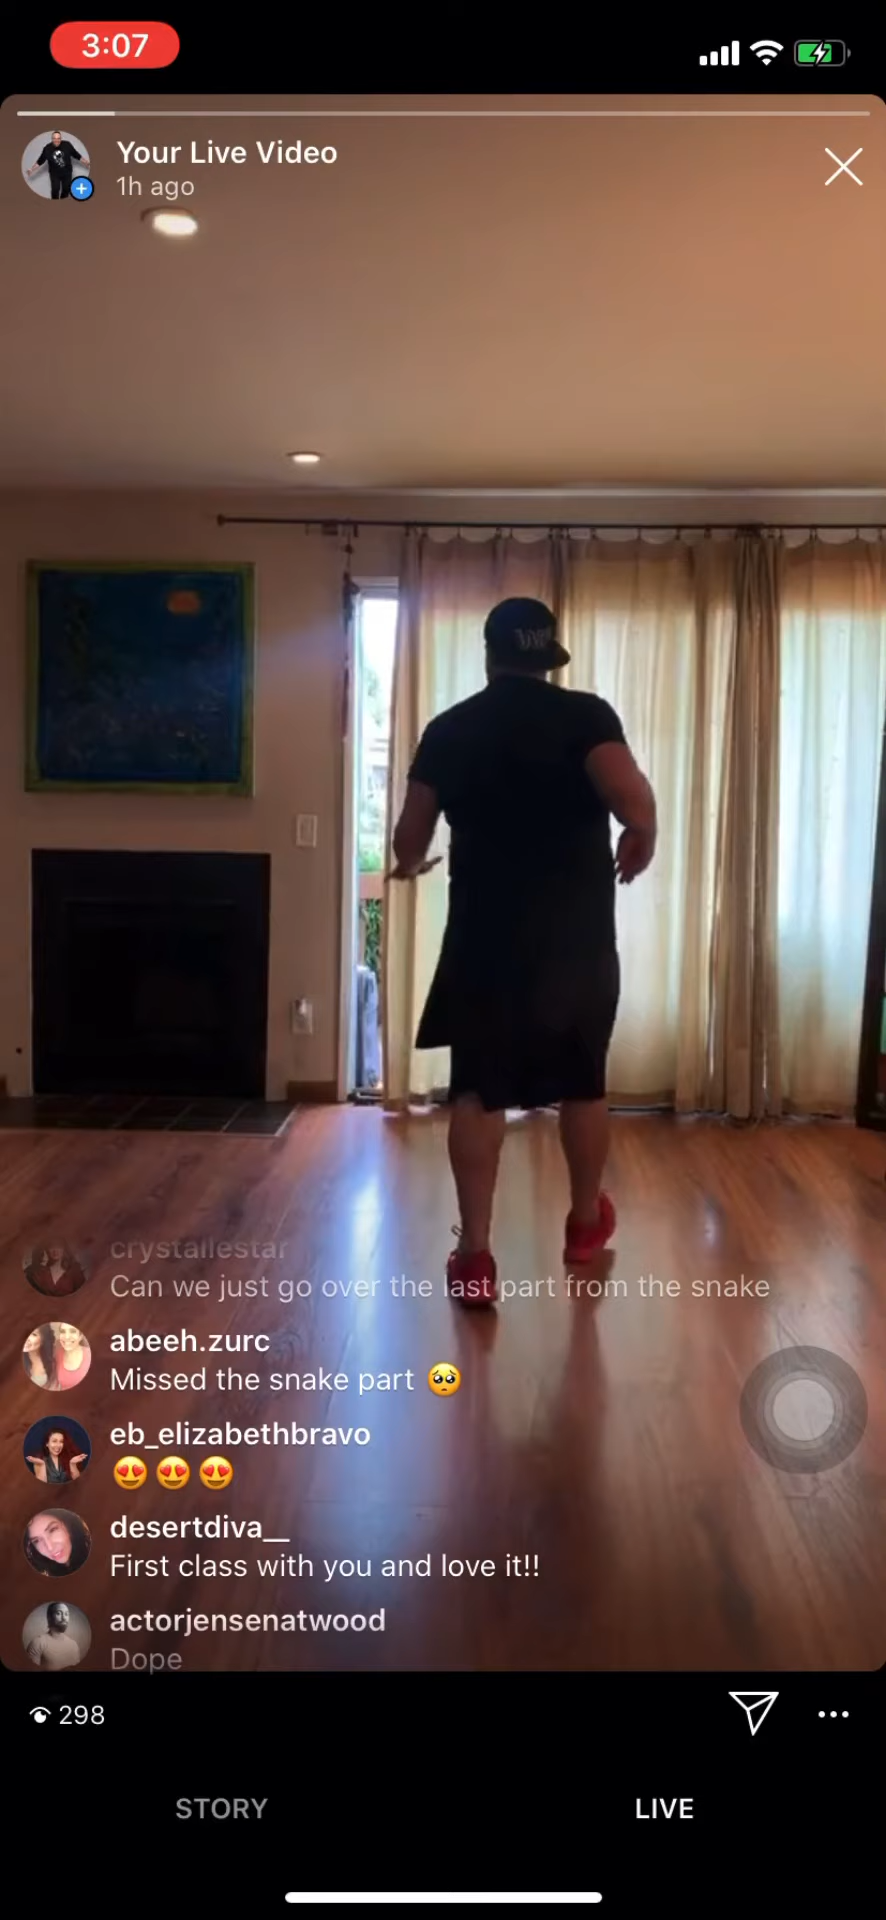 3:07
Your Live Video
1h ago
crystallestar
Can we just go over the last part from the snake
abeeh.zurc
Missed the snake part 🥺
eb_elizabethbravo
😍😍😍
desertdiva__
First class with you and love it!!
actorjensenatwood
Dope
298
STORY
LIVE